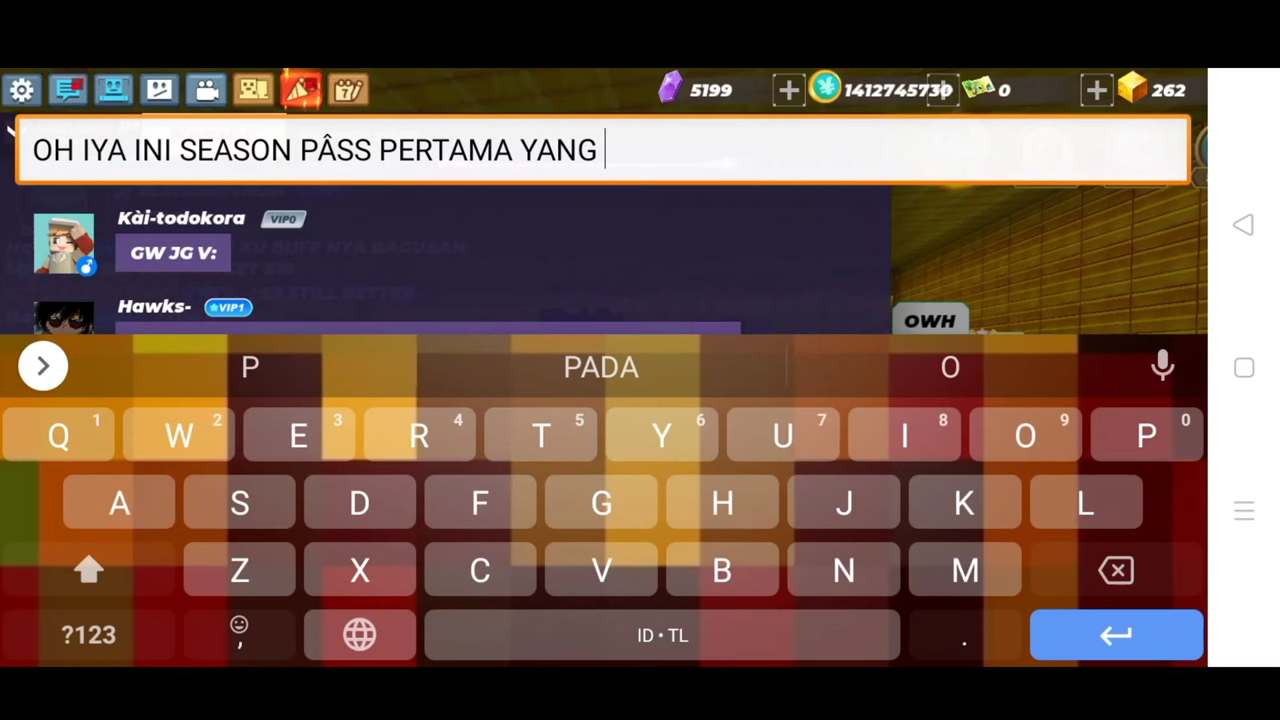 5199
1412745730
0
262
OH IYA INI SEASON PÂSS PERTAMA YANG
Kài-todokora VIP0
GW JG V:
Hawks- VIP1
OWH
P PADA O
Q 1 W 2 E 3 R 4 T 5 Y 6 U 7 I 8 O 9 P 0
A S D F G H J K L
Z X C V B N M
?123 , ID • TL .